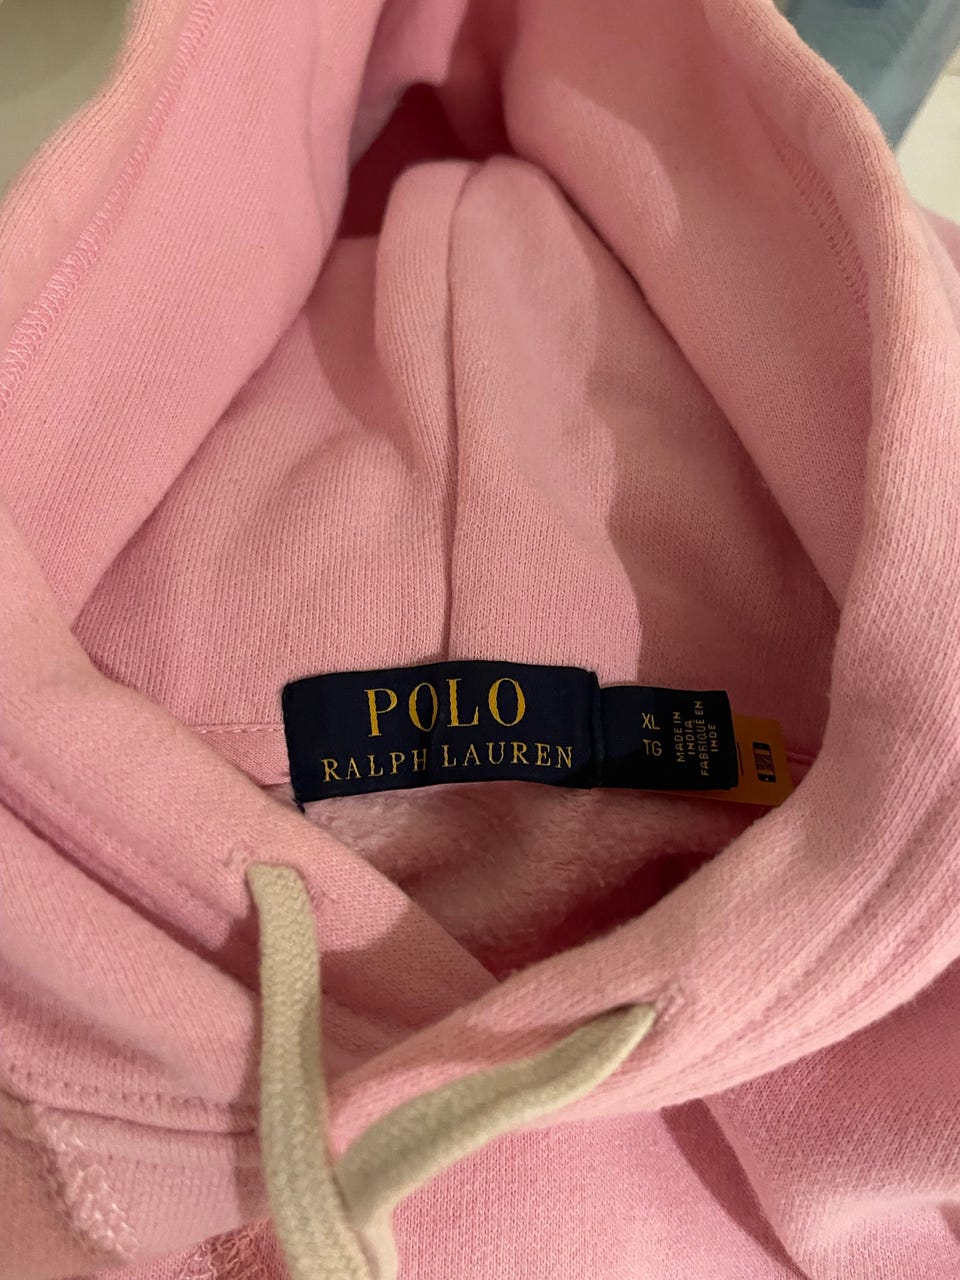 POLO
RALPH LAUREN
XL
TG
MADE IN
INDIA
FABRIQUÉ EN
INDE